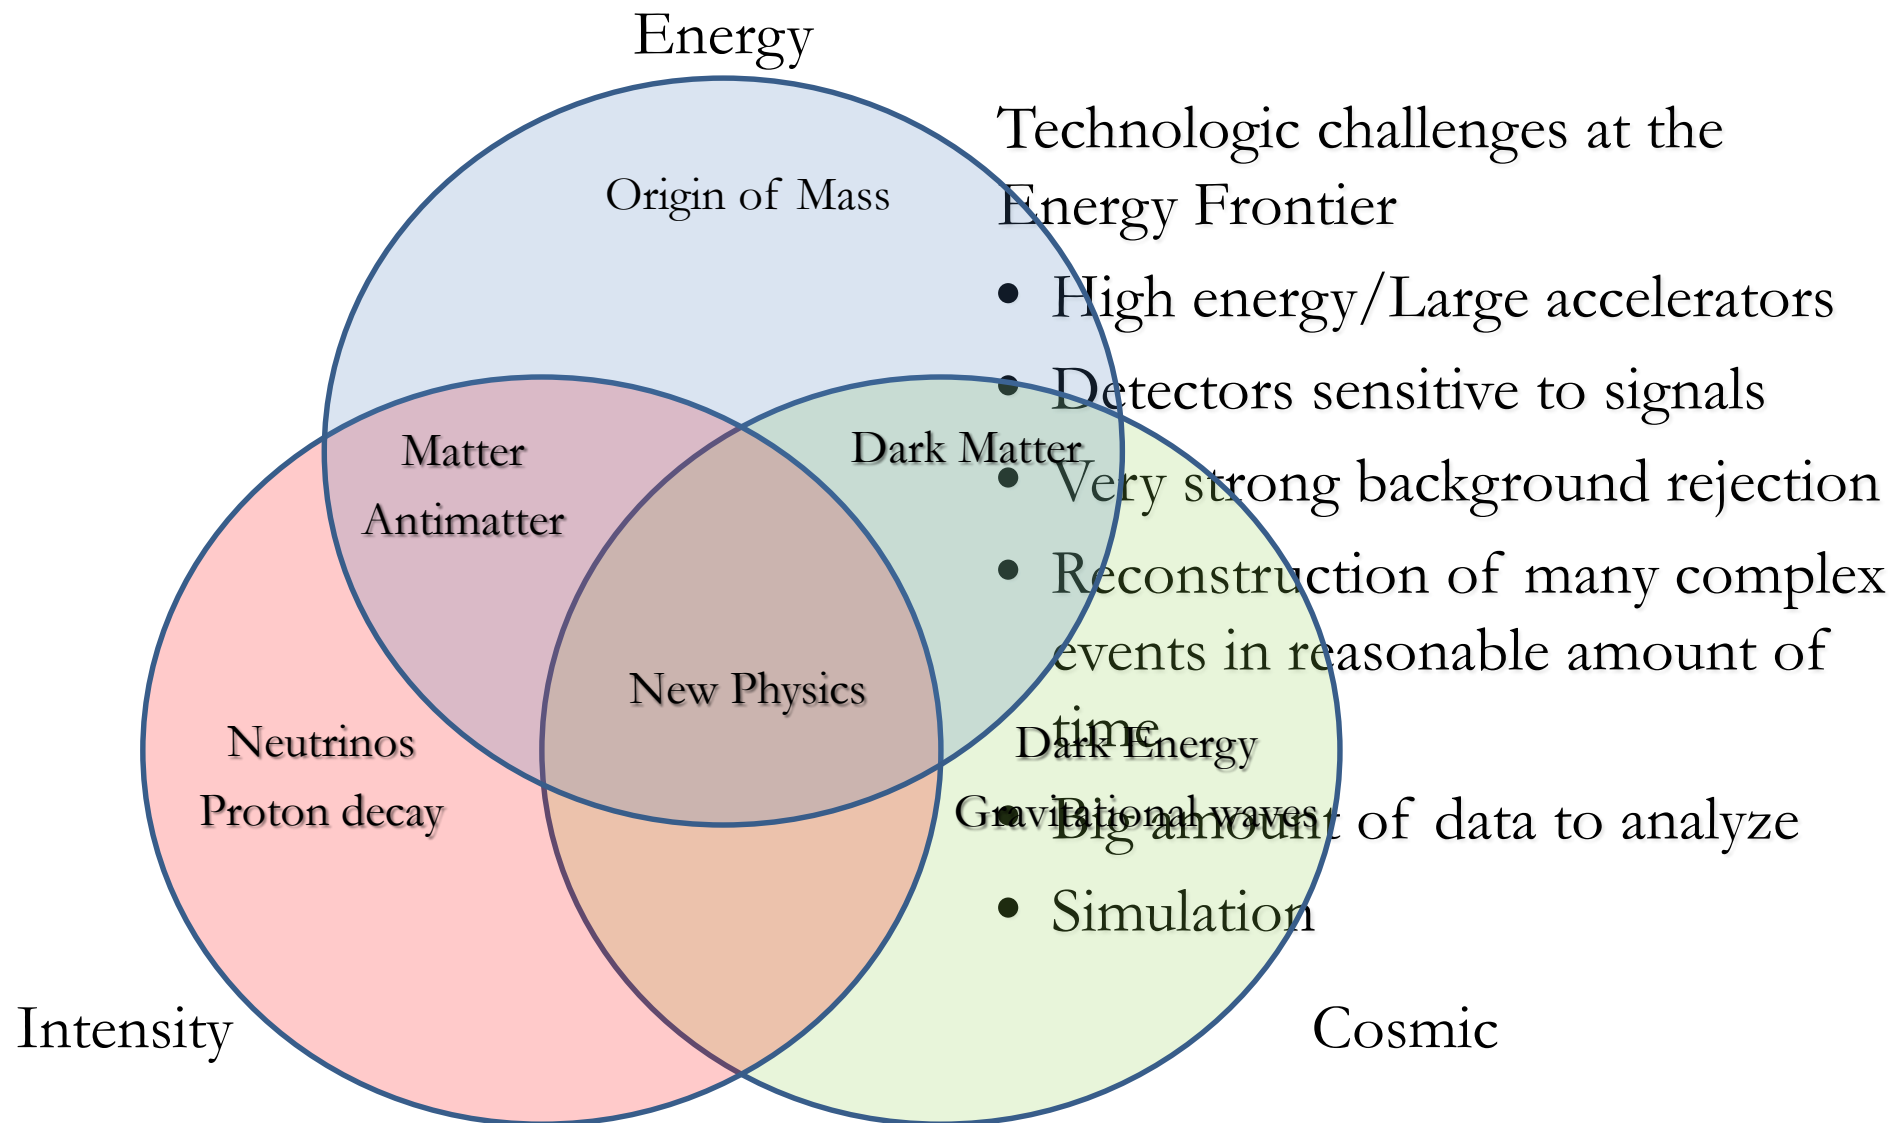 Energy
Origin of Mass
Matter
Antimatter
Dark Matter
New Physics
Neutrinos
Proton decay
Dark Energy
Gravitational waves
Intensity
Cosmic
Technologic challenges at the
Energy Frontier
• High energy/Large accelerators
• Detectors sensitive to signals
• Very strong background rejection
• Reconstruction of many complex
events in reasonable amount of
time
• Big amount of data to analyze
• Simulation